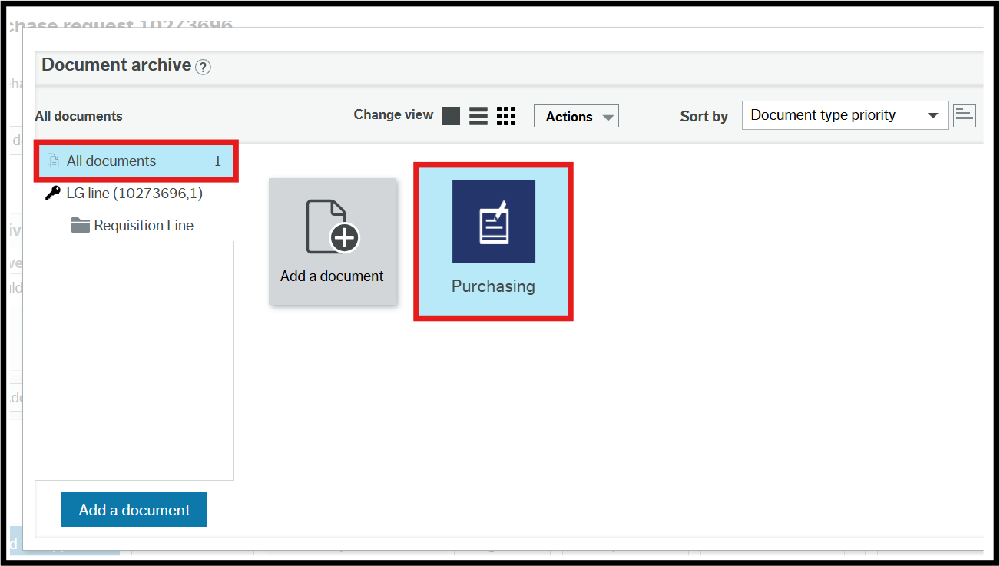 chase request 10273696
Document archive ?
All documents
Change view
Actions
Sort by
Document type priority
All documents 1
LG line (10273696,1)
Requisition Line
Add a document
Purchasing
Add a document